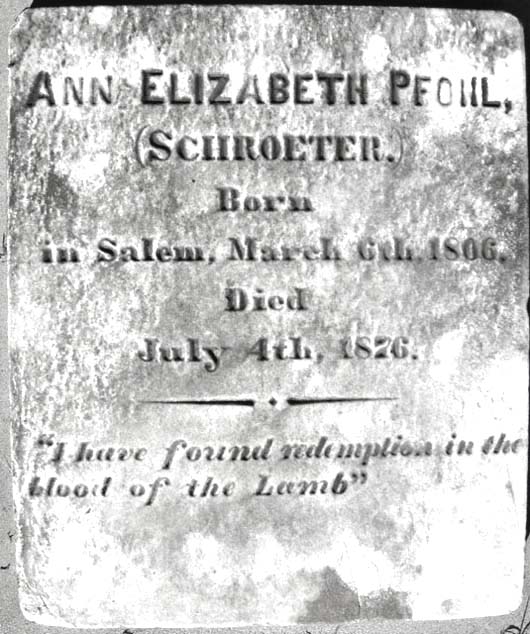 ANN ELIZABETH PFOHL,
(SCHROETER.)
Born
in Salem, March 6th, 1806.
Died
July 4th, 1876.
"I have found redemption in the
blood of the Lamb"